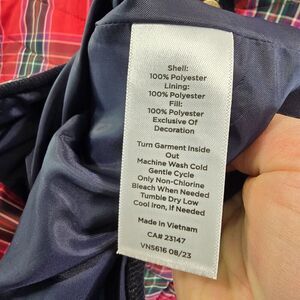 Shell:
100% Polyester
Lining:
100% Polyester
Fill:
100% Polyester
Exclusive Of
Decoration
Turn Garment Inside
Out
Machine Wash Cold
Gentle Cycle
Only Non-Chlorine
Bleach When Needed
Tumble Dry Low
Cool Iron, If Needed
Made in Vietnam
CA# 23147
VN5616 08/23